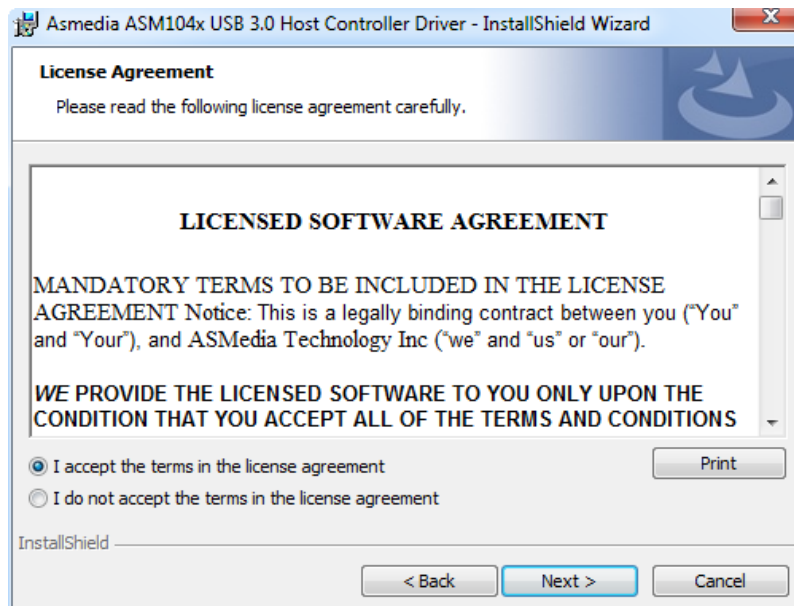 Asmedia ASM104x USB 3.0 Host Controller Driver - InstallShield Wizard
License Agreement
Please read the following license agreement carefully.
LICENSED SOFTWARE AGREEMENT
MANDATORY TERMS TO BE INCLUDED IN THE LICENSE
AGREEMENT Notice: This is a legally binding contract between you (“You”
and “Your”), and ASMedia Technology Inc (“we” and “us” or “our”).
WE PROVIDE THE LICENSED SOFTWARE TO YOU ONLY UPON THE
CONDITION THAT YOU ACCEPT ALL OF THE TERMS AND CONDITIONS
I accept the terms in the license agreement
Print
I do not accept the terms in the license agreement
InstallShield
< Back
Next >
Cancel